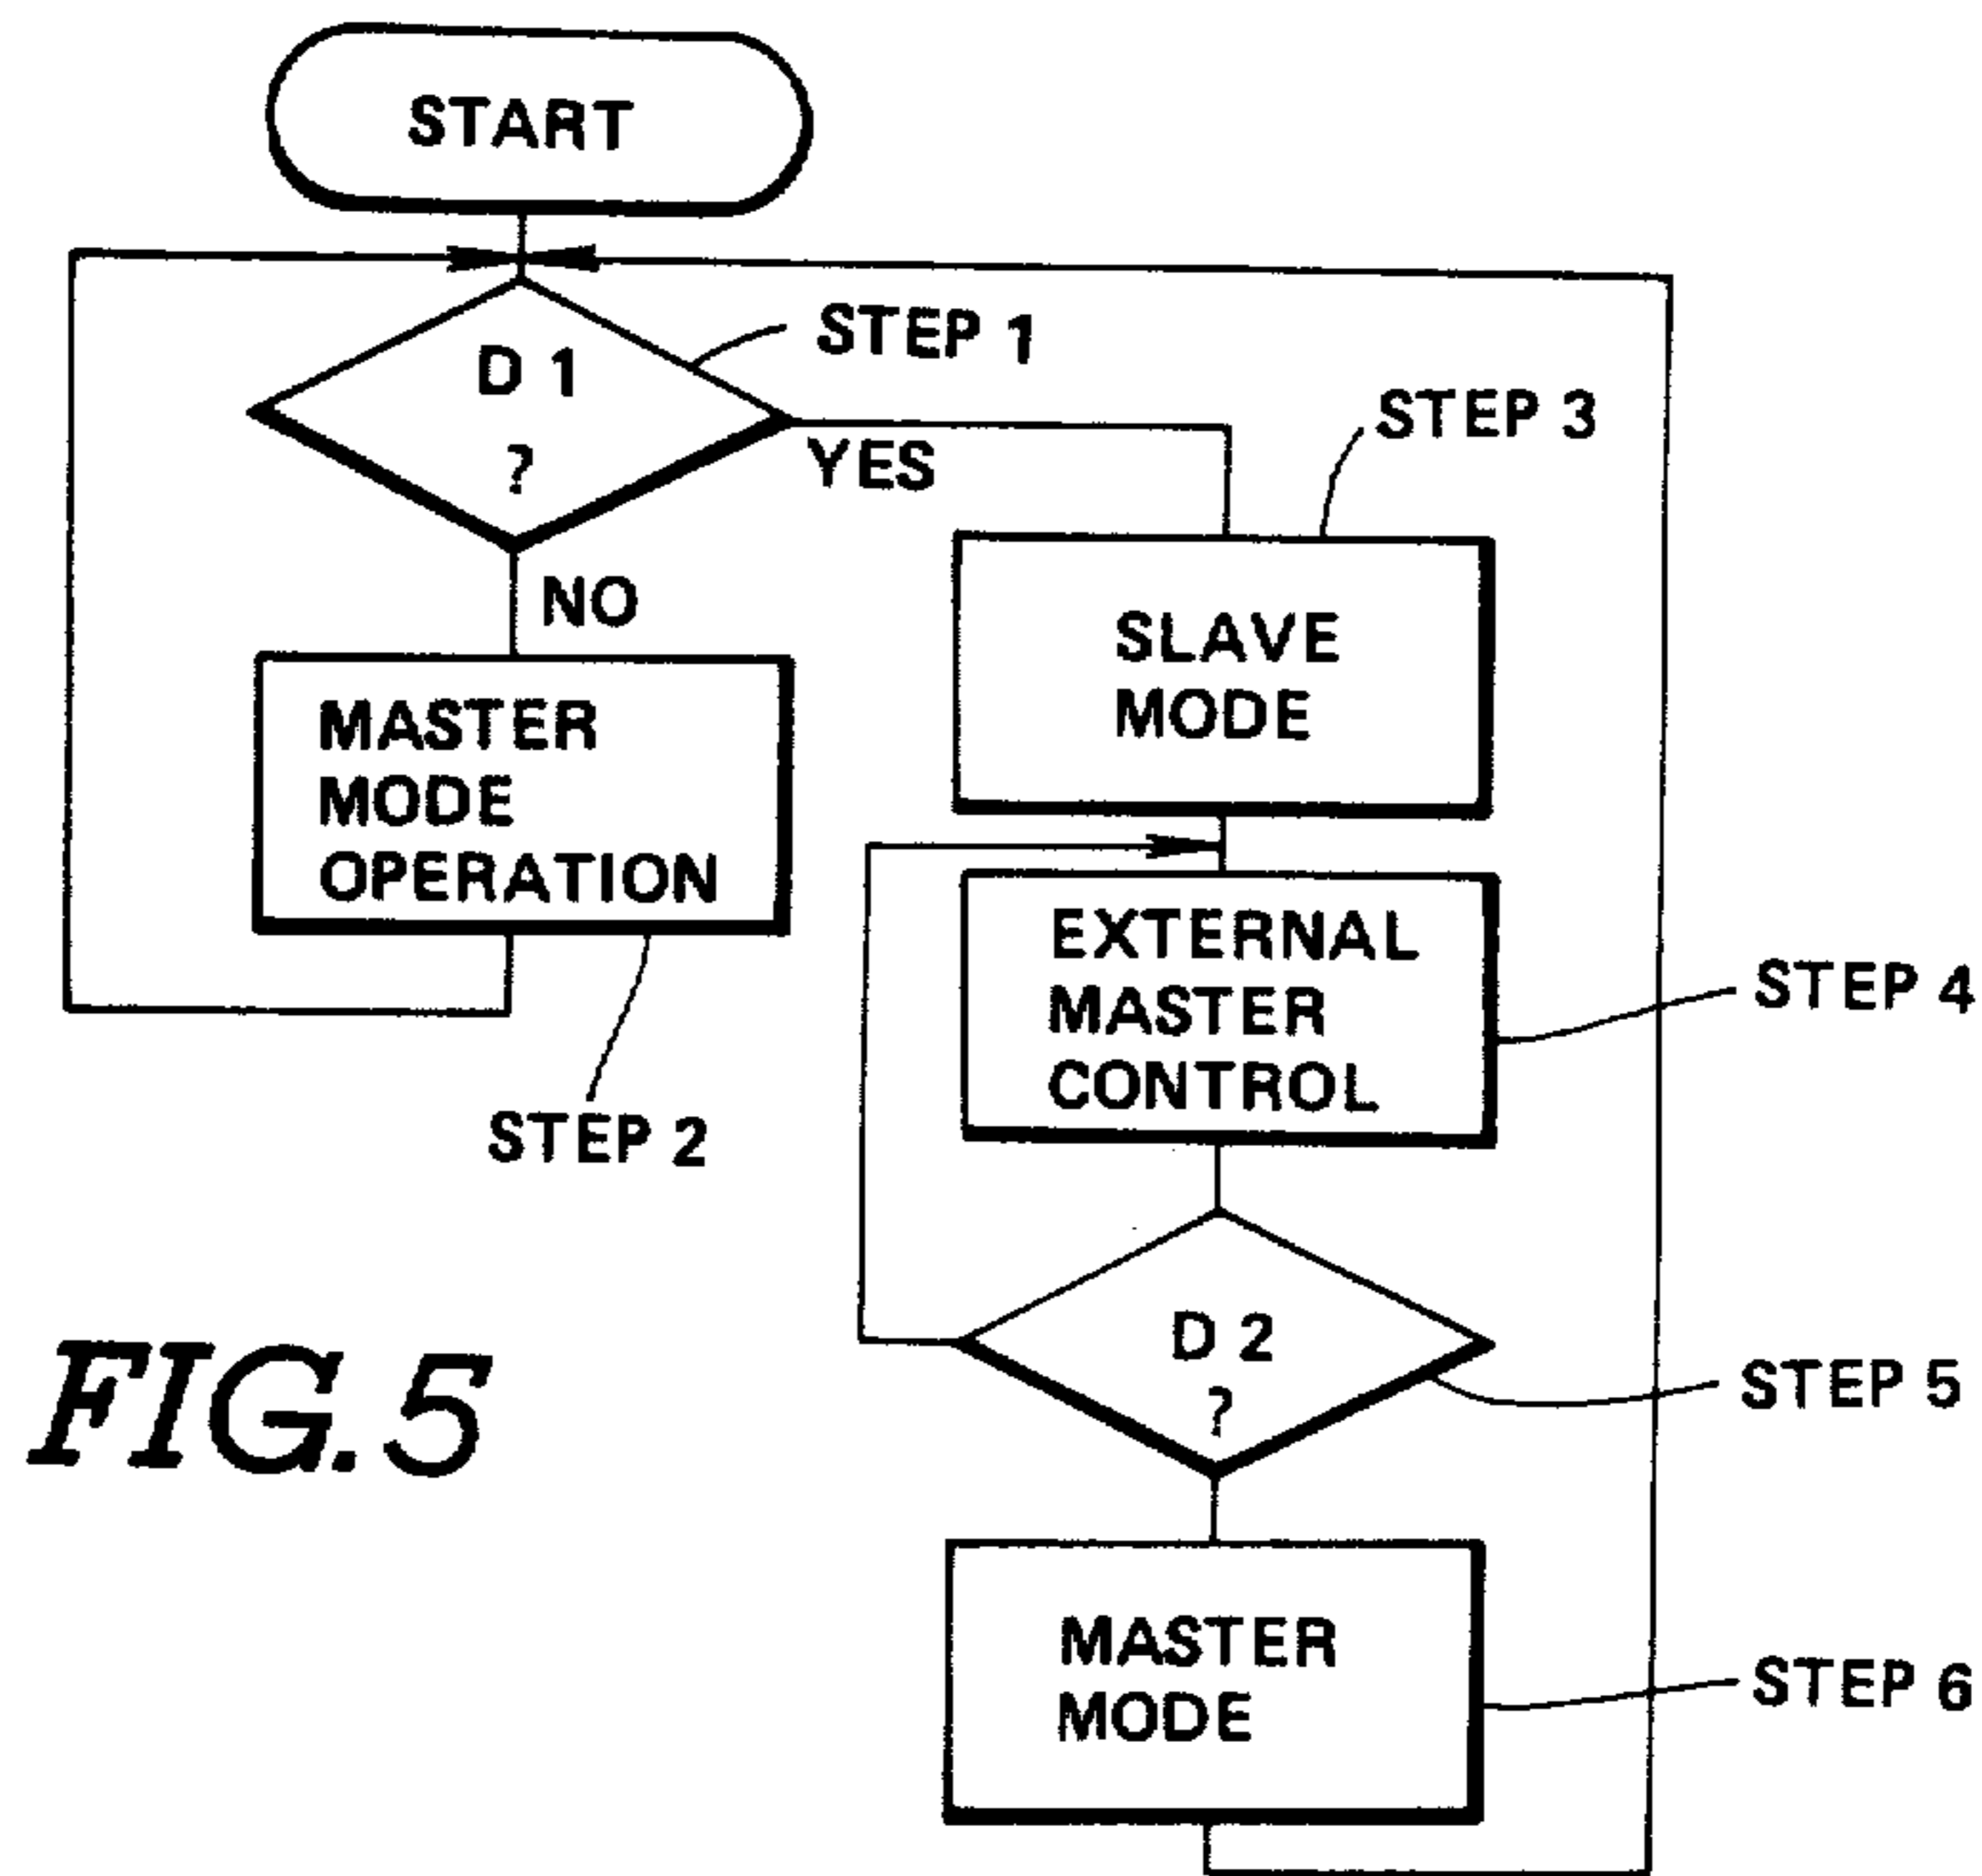 START
D 1
?
STEP 1
YES
NO
MASTER
MODE
OPERATION
STEP 2
STEP 3
SLAVE
MODE
EXTERNAL
MASTER
CONTROL
STEP 4
D 2
?
STEP 5
MASTER
MODE
STEP 6
FIG. 5